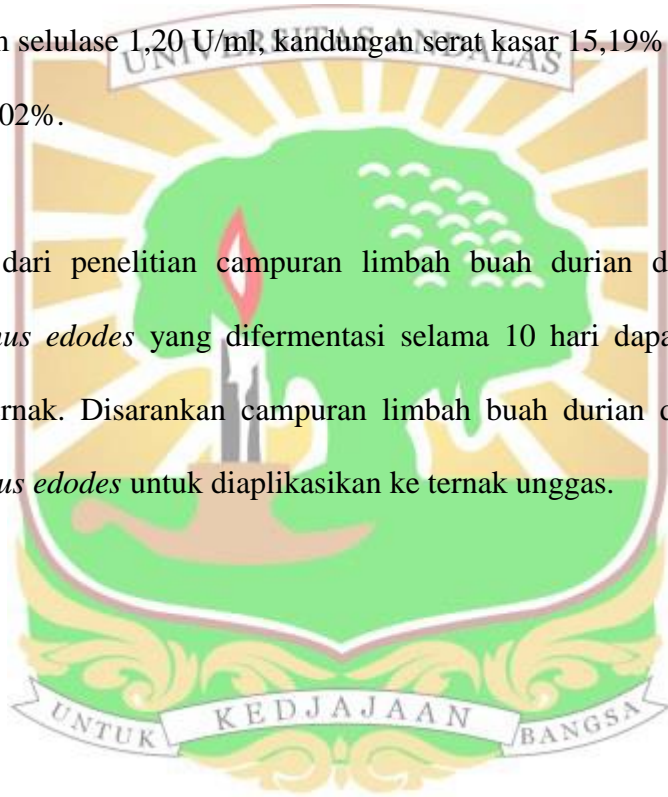 n selulase 1,20 U/ml, kandungan serat kasar 15,19%
UNIVERSITAS ANDALAS
02%.
dari penelitian campuran limbah buah durian d
nus edodes yang difermentasi selama 10 hari dapa
ernak. Disarankan campuran limbah buah durian d
us edodes untuk diaplikasikan ke ternak unggas.
UNTUK KEDJAJAAN BANGSA